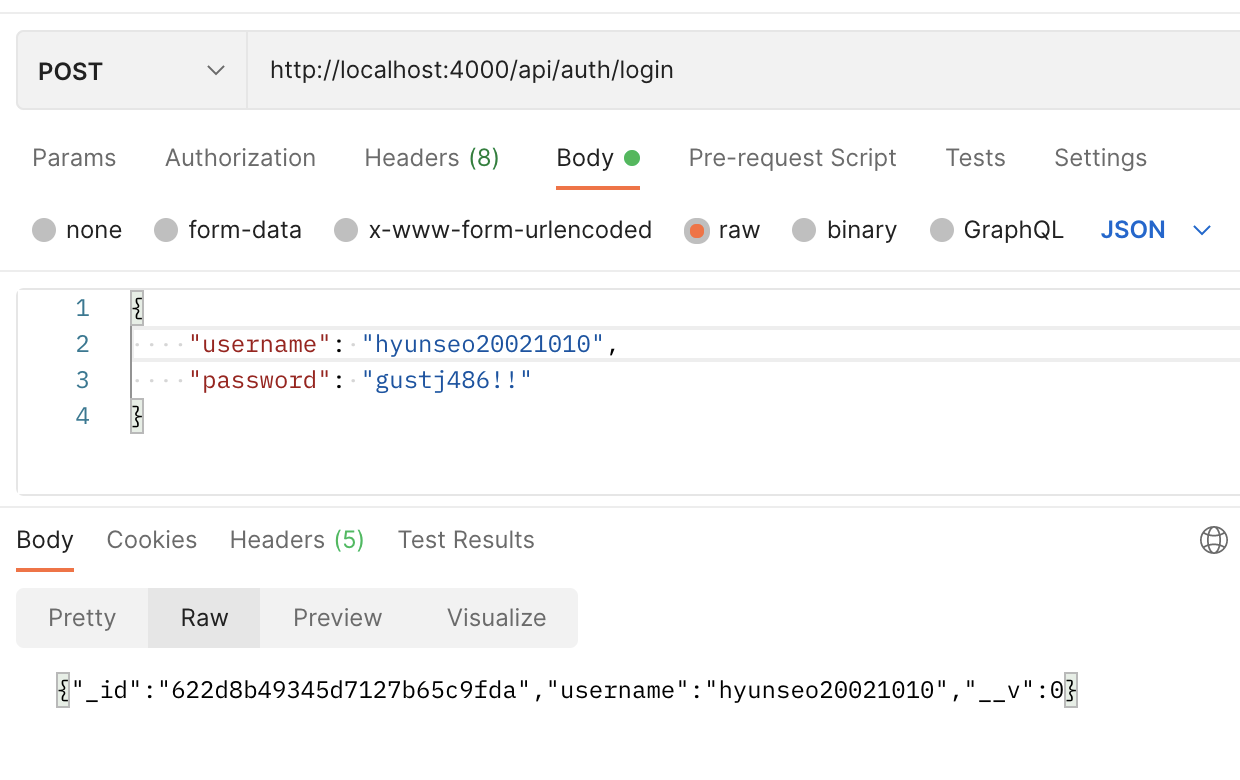 POST http://localhost:4000/api/auth/login
Params Authorization Headers (8) Body Pre-request Script Tests Settings
none form-data x-www-form-urlencoded raw binary GraphQL JSON
1 {
2 "username": "hyunseo20021010",
3 "password": "gustj486!!"
4 }
Body Cookies Headers (5) Test Results
Pretty Raw Preview Visualize
{"_id":"622d8b49345d7127b65c9fda","username":"hyunseo20021010","__v":0}